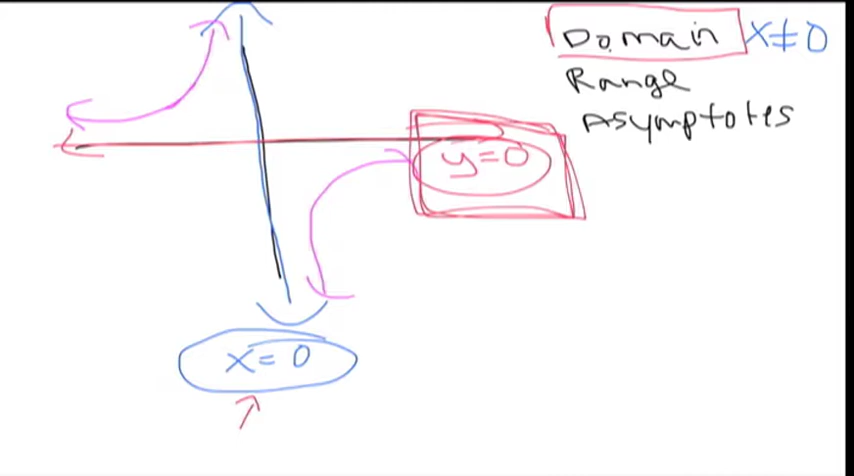 Domain x≠0
Range
Asymptotes
y=0
x=0